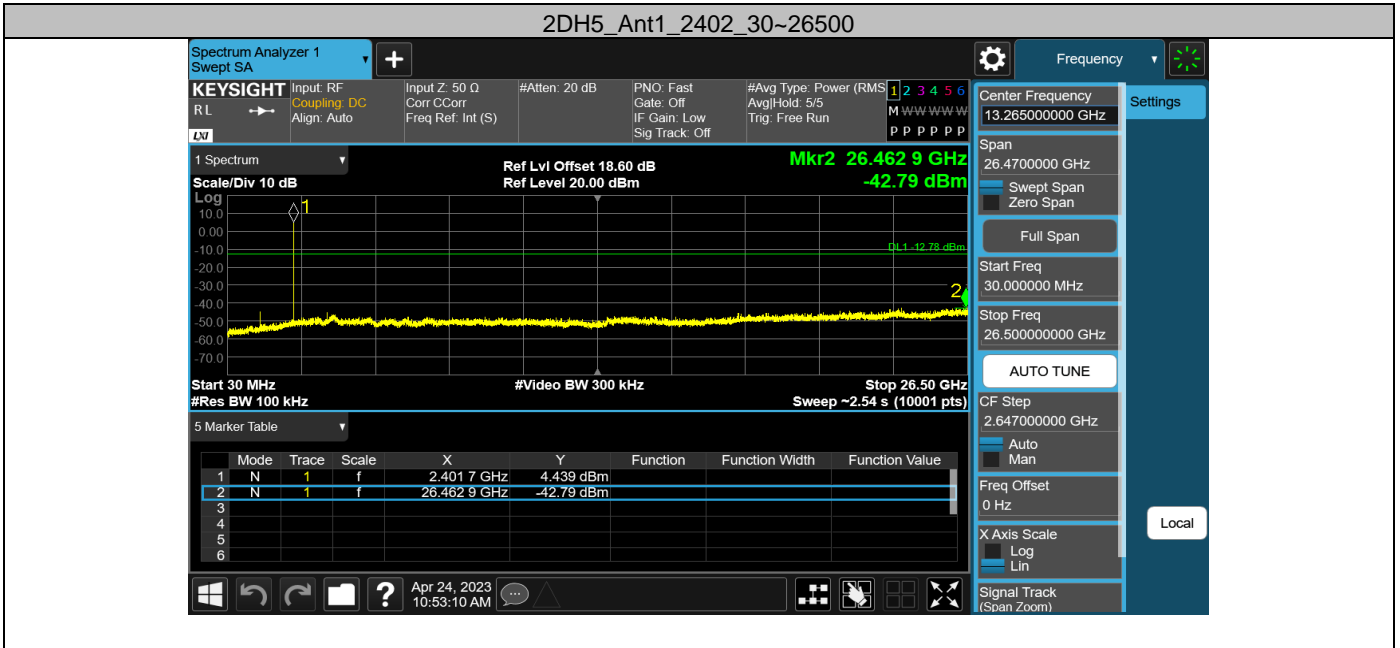 2DH5_Ant1_2402_30~26500
Spectrum Analyzer 1
Swept SA
+
Frequency
KEYSIGHT
R L
LXI
Input: RF
Coupling: DC
Align: Auto
Input Z: 50 Ω
Corr CCorr
Freq Ref: Int (S)
#Atten: 20 dB
PNO: Fast
Gate: Off
IF Gain: Low
Sig Track: Off
#Avg Type: Power (RMS
Avg|Hold: 5/5
Trig: Free Run
1 2 3 4 5 6
M W W W W W
P P P P P P
Center Frequency
13.265000000 GHz
Settings
1 Spectrum
Scale/Div 10 dB
Ref Lvl Offset 18.60 dB
Ref Level 20.00 dBm
Mkr2 26.462 9 GHz
-42.79 dBm
Span
26.4700000 GHz
Swept Span
Zero Span
Log
10.0
0.00
-10.0
-20.0
-30.0
-40.0
-50.0
-60.0
-70.0
1
DL1 -12.78 dBm
2
Full Span
Start Freq
30.000000 MHz
Stop Freq
26.500000000 GHz
AUTO TUNE
Start 30 MHz
#Video BW 300 kHz
Stop 26.50 GHz
#Res BW 100 kHz
Sweep ~2.54 s (10001 pts)
CF Step
2.647000000 GHz
Auto
Man
5 Marker Table
Mode Trace Scale X Y Function Function Width Function Value
1 N 1 f 2.401 7 GHz 4.439 dBm
2 N 1 f 26.462 9 GHz -42.79 dBm
3
4
5
6
Freq Offset
0 Hz
Local
X Axis Scale
Log
Lin
Signal Track
(Span Zoom)
?
Apr 24, 2023
10:53:10 AM